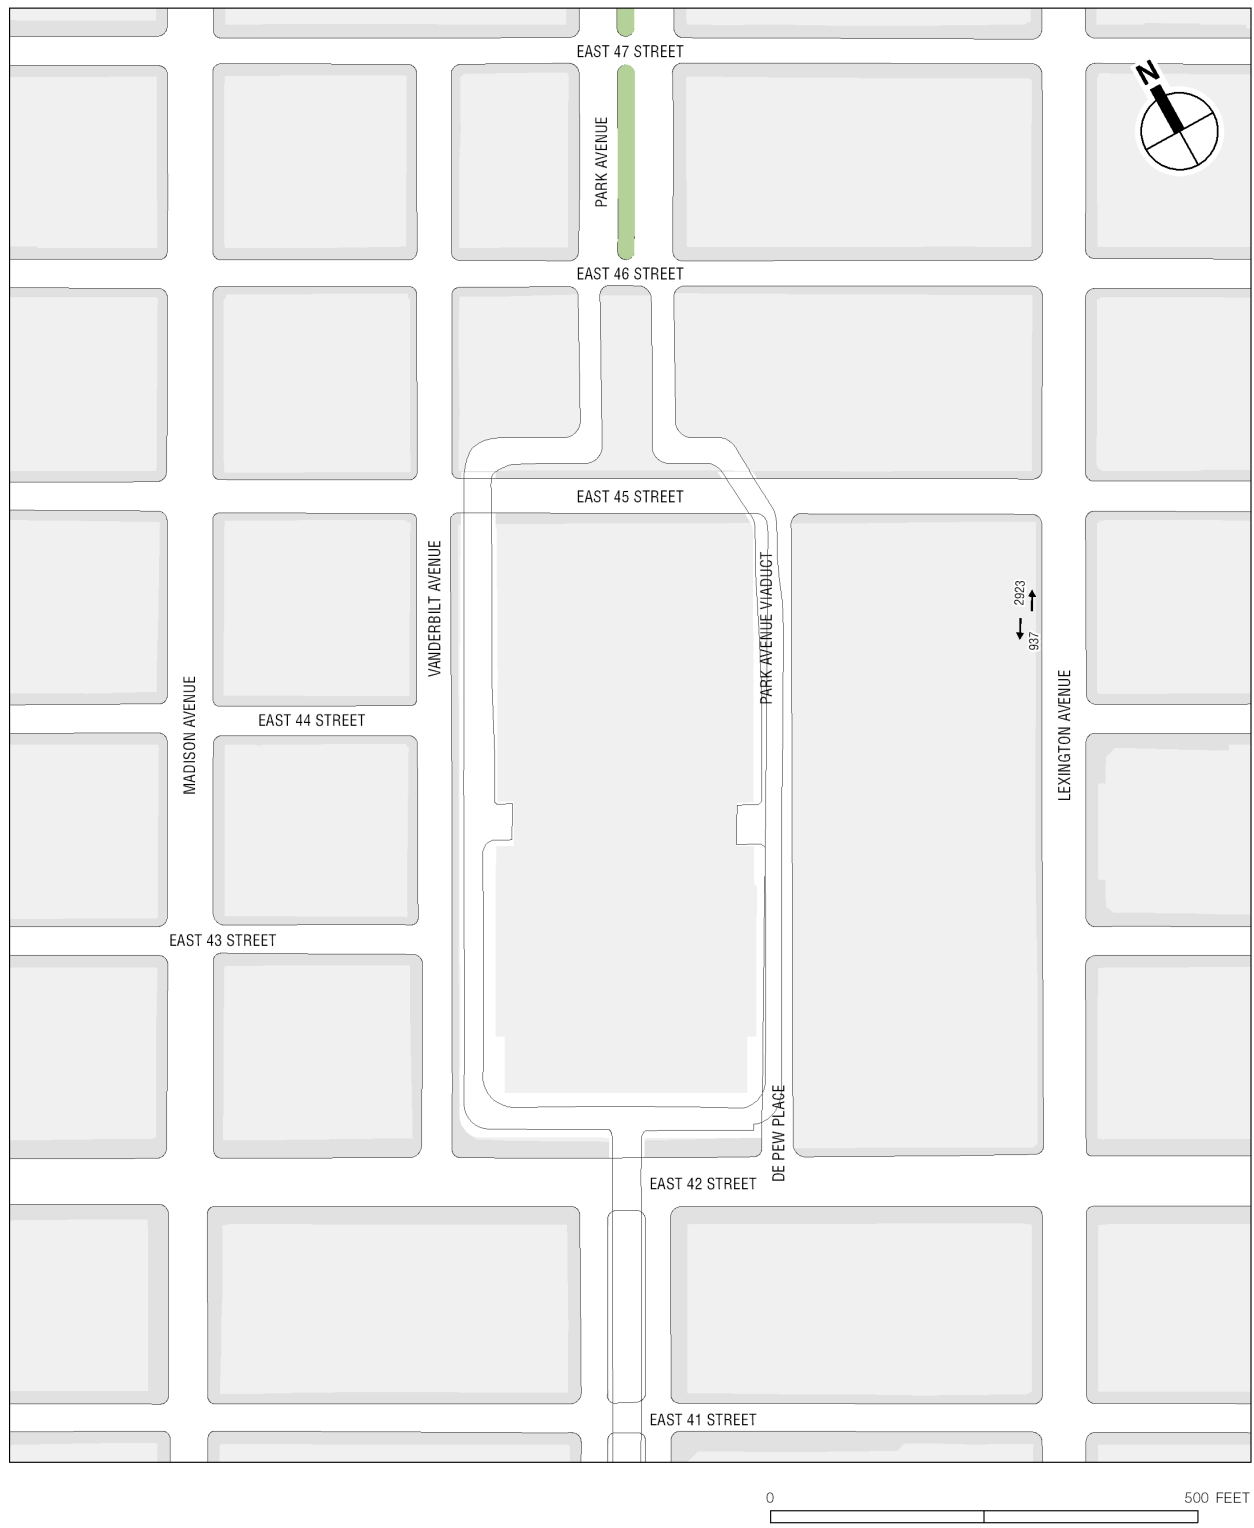 EAST 47 STREET
N
PARK AVENUE
EAST 46 STREET
EAST 45 STREET
VANDERBILT AVENUE
PARK AVENUE VIADUCT
2923
937
MADISON AVENUE
LEXINGTON AVENUE
EAST 44 STREET
EAST 43 STREET
DE PEW PLACE
EAST 42 STREET
EAST 41 STREET
0 500 FEET